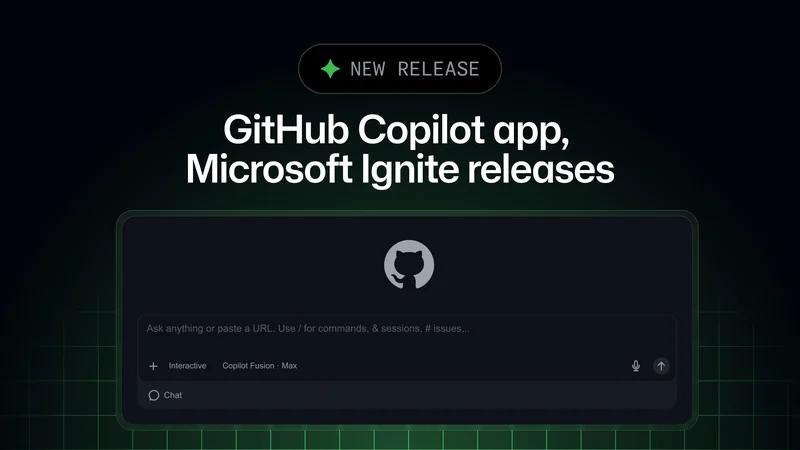 NEW RELEASE
GitHub Copilot app,
Microsoft Ignite releases
Ask anything or paste a URL. Use / for commands, & sessions, # issues...
Interactive Copilot Fusion · Max
Chat